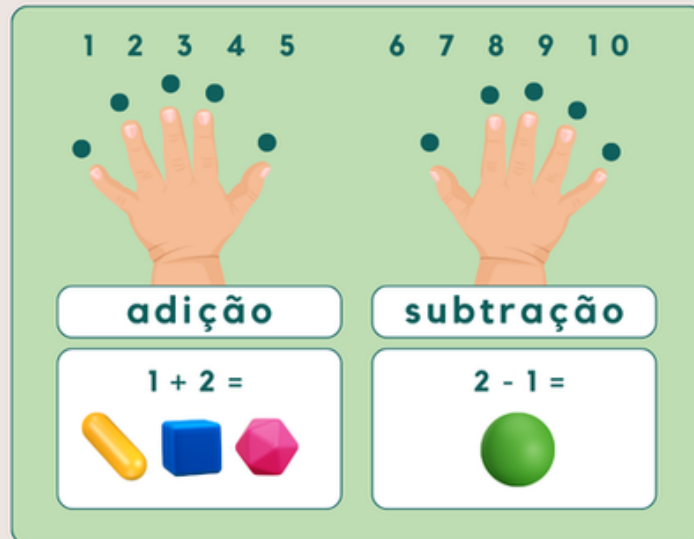 1 2 3 4 5
6 7 8 9 10
adição
subtração
1 + 2 =
2 - 1 =